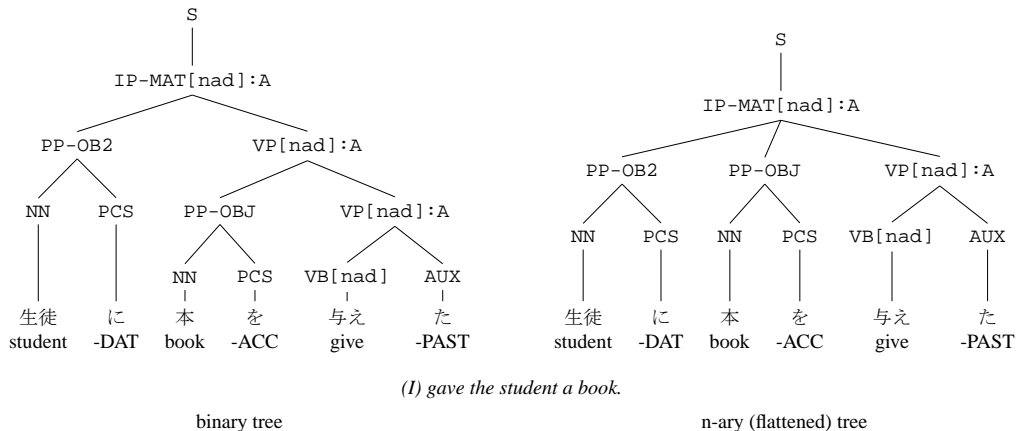 S
IP-MAT[nad]:A
PP-OB2 VP[nad]:A
NN PCS PP-OBJ VP[nad]:A
NN PCS VB[nad] AUX
生徒 に 本 を 与え た
student -DAT book -ACC give -PAST
S
IP-MAT[nad]:A
PP-OB2 PP-OBJ VP[nad]:A
NN PCS NN PCS VB[nad] AUX
生徒 に 本 を 与え た
student -DAT book -ACC give -PAST
(I) gave the student a book.
binary tree
n-ary (flattened) tree